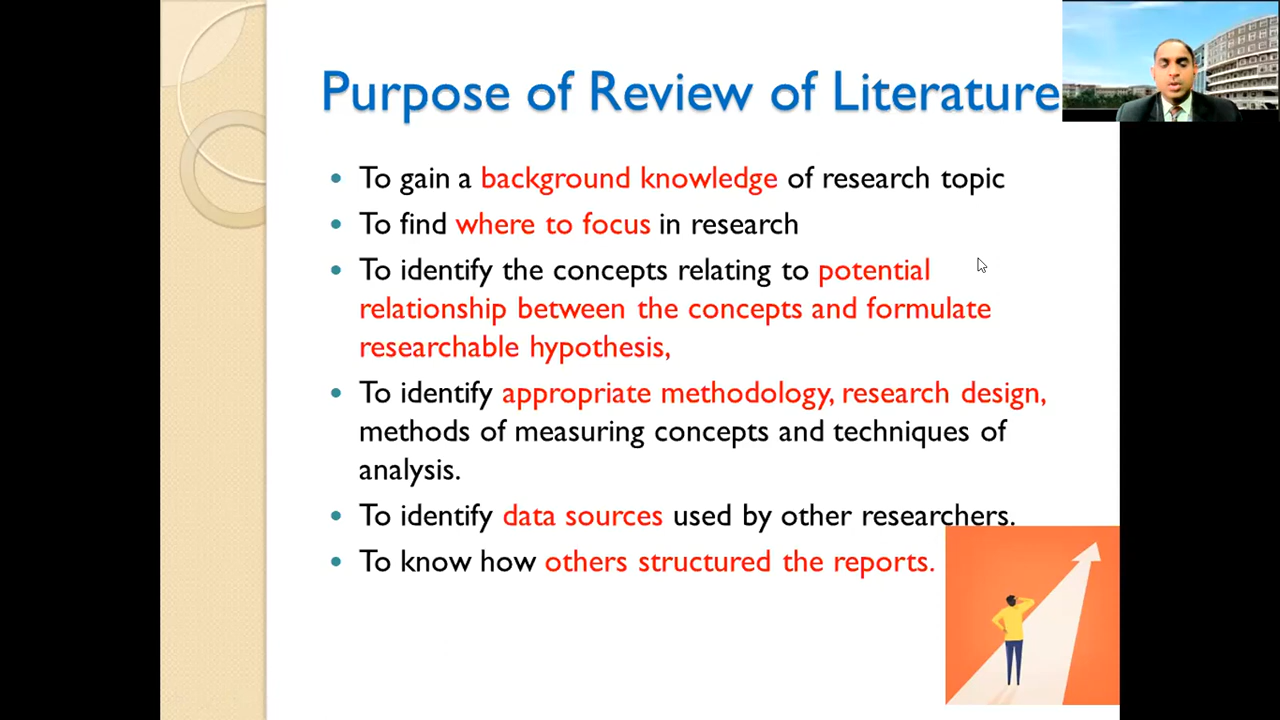 Purpose of Review of Literature
• To gain a background knowledge of research topic
• To find where to focus in research
• To identify the concepts relating to potential
relationship between the concepts and formulate
researchable hypothesis,
• To identify appropriate methodology, research design,
methods of measuring concepts and techniques of
analysis.
• To identify data sources used by other researchers.
• To know how others structured the reports.